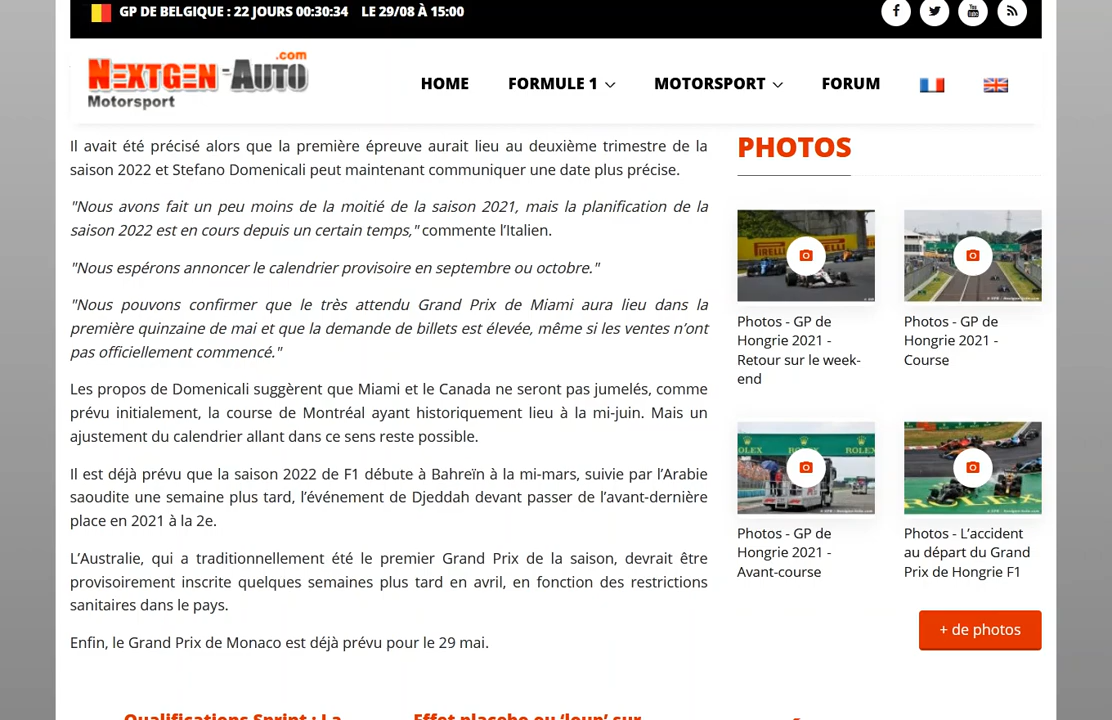 GP DE BELGIQUE : 22 JOURS 00:30:34 LE 29/08 À 15:00
NEXTGEN-AUTO.com
Motorsport
HOME FORMULE 1 MOTORSPORT FORUM
Il avait été précisé alors que la première épreuve aurait lieu au deuxième trimestre de la
saison 2022 et Stefano Domenicali peut maintenant communiquer une date plus précise.
"Nous avons fait un peu moins de la moitié de la saison 2021, mais la planification de la
saison 2022 est en cours depuis un certain temps," commente l’Italien.
"Nous espérons annoncer le calendrier provisoire en septembre ou octobre."
"Nous pouvons confirmer que le très attendu Grand Prix de Miami aura lieu dans la
première quinzaine de mai et que la demande de billets est élevée, même si les ventes n’ont
pas officiellement commencé."
Les propos de Domenicali suggèrent que Miami et le Canada ne seront pas jumelés, comme
prévu initialement, la course de Montréal ayant historiquement lieu à la mi-juin. Mais un
ajustement du calendrier allant dans ce sens reste possible.
Il est déjà prévu que la saison 2022 de F1 débute à Bahreïn à la mi-mars, suivie par l’Arabie
saoudite une semaine plus tard, l’événement de Djeddah devant passer de l’avant-dernière
place en 2021 à la 2e.
L’Australie, qui a traditionnellement été le premier Grand Prix de la saison, devrait être
provisoirement inscrite quelques semaines plus tard en avril, en fonction des restrictions
sanitaires dans le pays.
Enfin, le Grand Prix de Monaco est déjà prévu pour le 29 mai.
PHOTOS
PIRELLI
Photos - GP de
Hongrie 2021 -
Retour sur le week-
end
Photos - GP de
Hongrie 2021 -
Course
ROLEX ROLEX
Photos - GP de
Hongrie 2021 -
Avant-course
ROLEX
Photos - L’accident
au départ du Grand
Prix de Hongrie F1
+ de photos
Qualifications Sprint : La
Effet placebo ou ‘loup’ sur